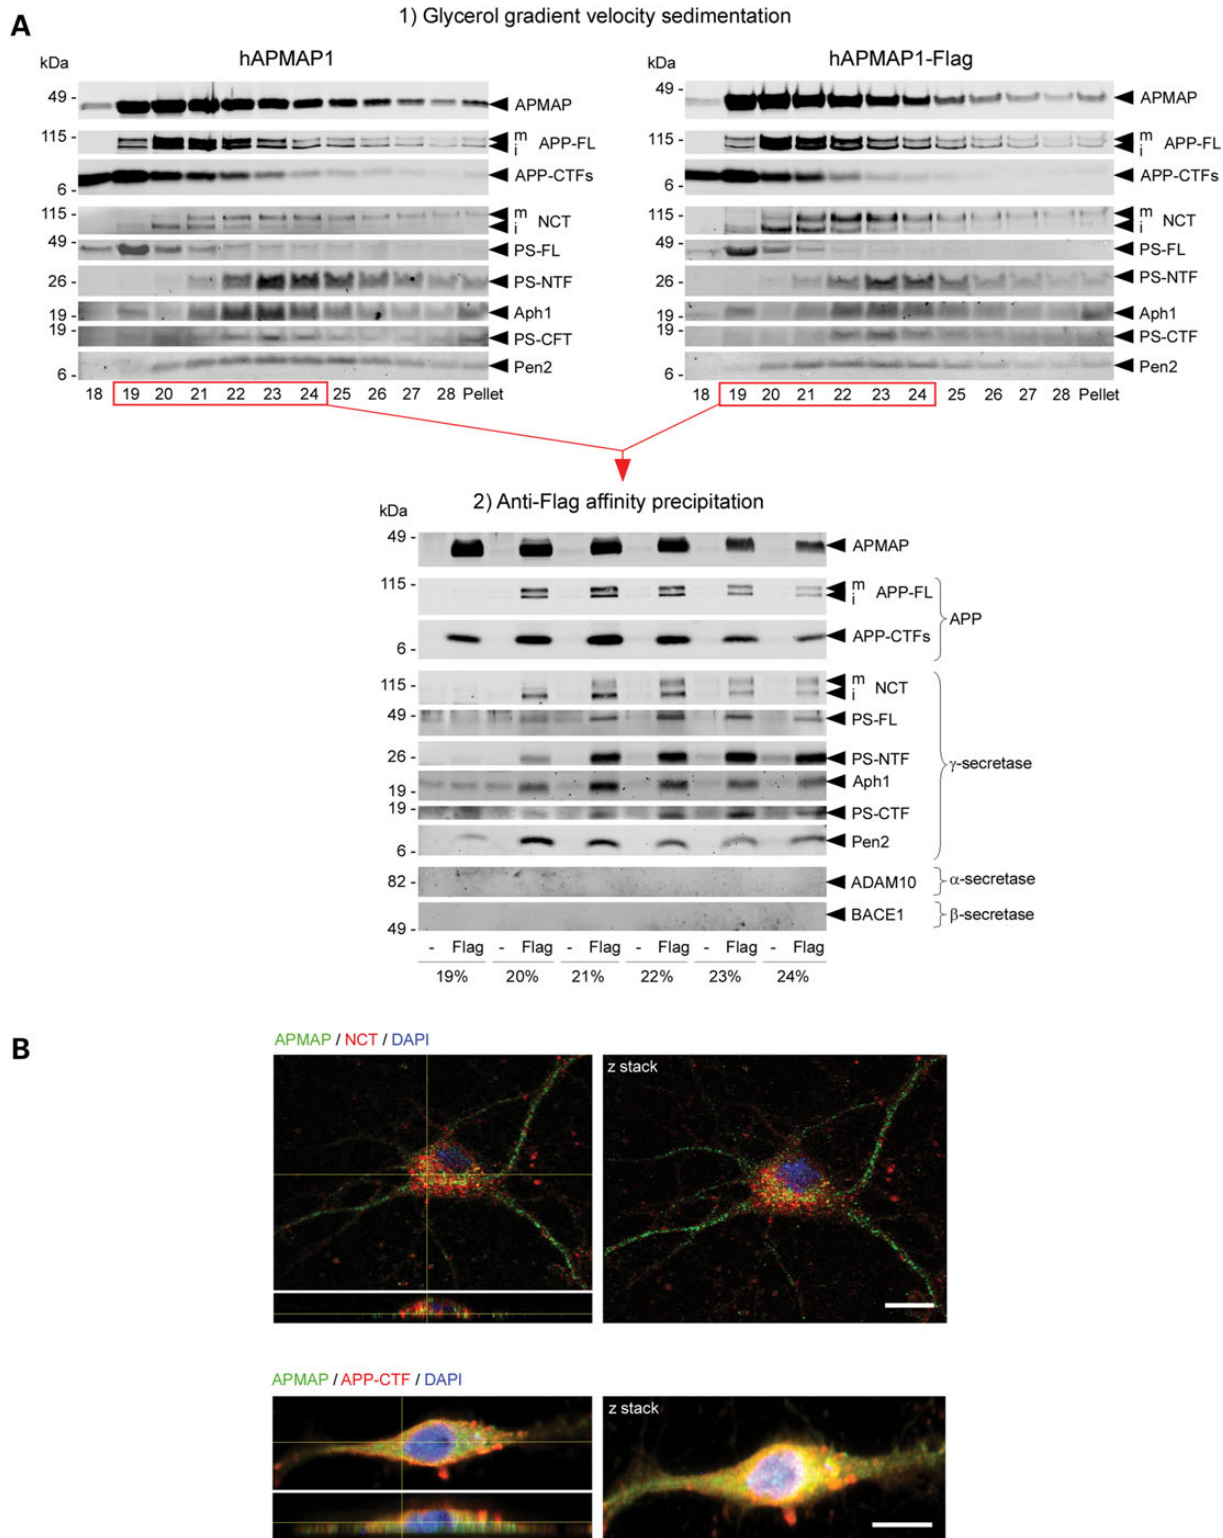 A
1) Glycerol gradient velocity sedimentation
hAPMAP1
kDa
49 -
APMAP
115 -
m
i
APP-FL
6 -
APP-CTFs
115 -
m
i
NCT
49 -
PS-FL
26 -
PS-NTF
19 -
Aph1
19 -
PS-CFT
6 -
Pen2
18 19 20 21 22 23 24 25 26 27 28 Pellet
hAPMAP1-Flag
kDa
49 -
APMAP
115 -
m
i
APP-FL
6 -
APP-CTFs
115 -
m
i
NCT
49 -
PS-FL
26 -
PS-NTF
19 -
Aph1
19 -
PS-CTF
6 -
Pen2
18 19 20 21 22 23 24 25 26 27 28 Pellet
2) Anti-Flag affinity precipitation
kDa
49 -
APMAP
115 -
m
i
APP-FL
6 -
APP-CTFs
APP
115 -
m
i
NCT
49 -
PS-FL
26 -
PS-NTF
19 -
Aph1
19 -
PS-CTF
6 -
Pen2
γ-secretase
82 -
ADAM10
α-secretase
BACE1
β-secretase
49 -
- Flag - Flag - Flag - Flag - Flag - Flag
19% 20% 21% 22% 23% 24%
B
APMAP / NCT / DAPI
z stack
APMAP / APP-CTF / DAPI
z stack